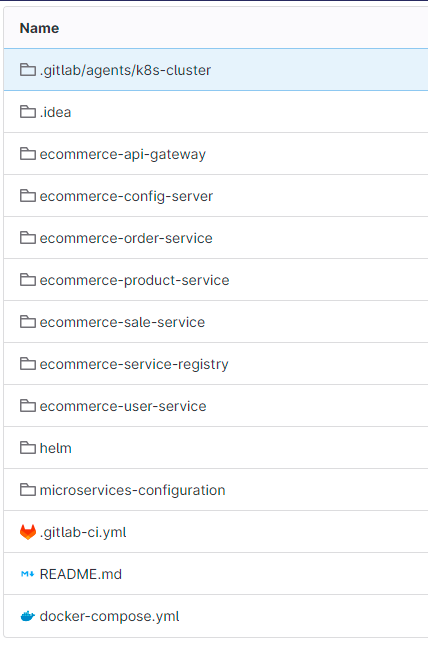 Name
.gitlab/agents/k8s-cluster
.idea
ecommerce-api-gateway
ecommerce-config-server
ecommerce-order-service
ecommerce-product-service
ecommerce-sale-service
ecommerce-service-registry
ecommerce-user-service
helm
microservices-configuration
.gitlab-ci.yml
README.md
docker-compose.yml